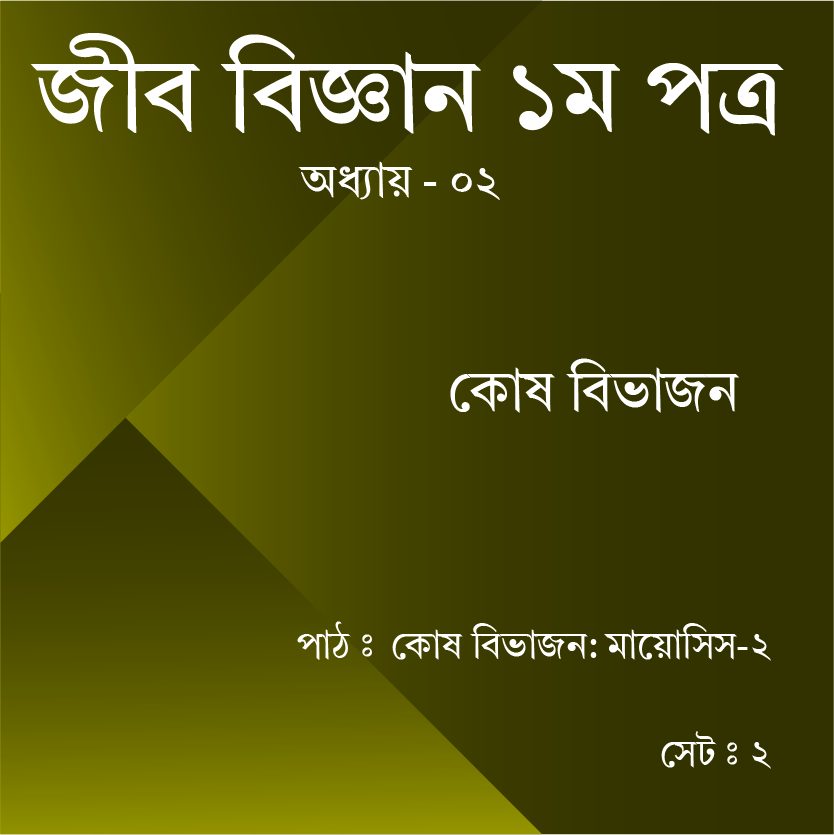 জীব বিজ্ঞান ১ম পত্র
অধ্যায় - ০২
কোষ বিভাজন
পাঠ ঃ কোষ বিভাজন: মায়োসিস-২
সেট ঃ ২